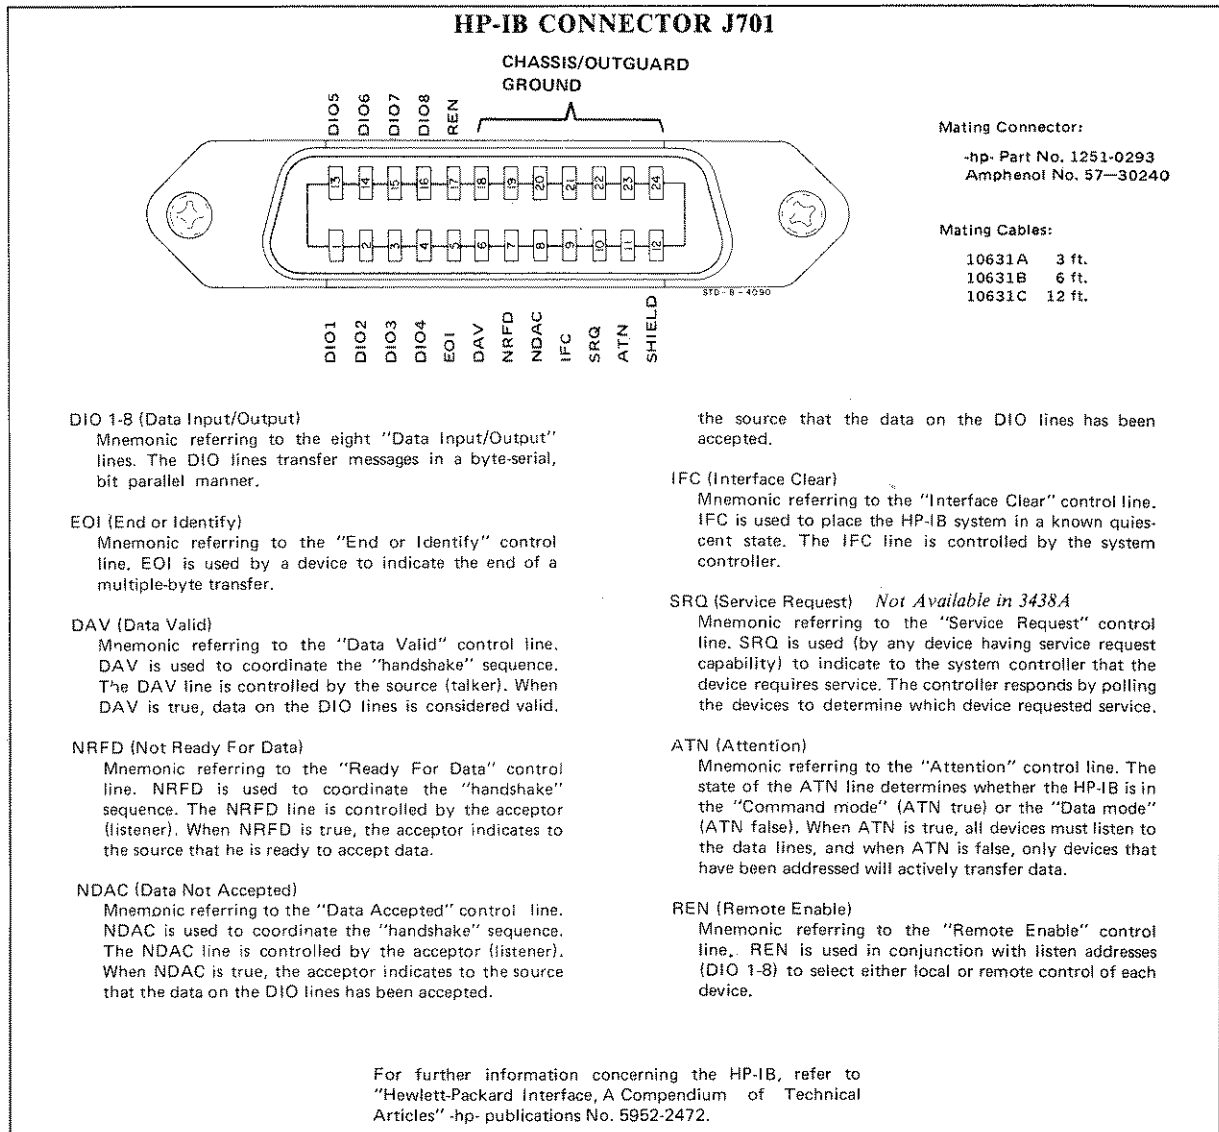 HP-IB CONNECTOR J701
CHASSIS/OUTGUARD
GROUND
DIO5
DIO6
DIO7
DIO8
REN
13
14
15
16
17
18
19
20
21
22
23
24
1
2
3
4
5
6
7
8
9
10
11
12
STD-B-4090
DIO1
DIO2
DIO3
DIO4
EOI
DAV
NRFD
NDAC
IFC
SRQ
ATN
SHIELD
Mating Connector:
-hp- Part No. 1251-0293
Amphenol No. 57—30240
Mating Cables:
10631A 3 ft.
10631B 6 ft.
10631C 12 ft.
DIO 1-8 (Data Input/Output)
Mnemonic referring to the eight "Data Input/Output"
lines. The DIO lines transfer messages in a byte-serial,
bit parallel manner.
EOI (End or Identify)
Mnemonic referring to the "End or Identify" control
line. EOI is used by a device to indicate the end of a
multiple-byte transfer.
DAV (Data Valid)
Mnemonic referring to the "Data Valid" control line.
DAV is used to coordinate the "handshake" sequence.
The DAV line is controlled by the source (talker). When
DAV is true, data on the DIO lines is considered valid.
NRFD (Not Ready For Data)
Mnemonic referring to the "Ready For Data" control
line. NRFD is used to coordinate the "handshake"
sequence. The NRFD line is controlled by the acceptor
(listener). When NRFD is true, the acceptor indicates to
the source that he is ready to accept data.
NDAC (Data Not Accepted)
Mnemonic referring to the "Data Accepted" control line.
NDAC is used to coordinate the "handshake" sequence.
The NDAC line is controlled by the acceptor (listener).
When NDAC is true, the acceptor indicates to the source
that the data on the DIO lines has been accepted.
the source that the data on the DIO lines has been
accepted.
IFC (Interface Clear)
Mnemonic referring to the "Interface Clear" control line.
IFC is used to place the HP-IB system in a known quies-
cent state. The IFC line is controlled by the system
controller.
SRQ (Service Request) Not Available in 3438A
Mnemonic referring to the "Service Request" control
line. SRQ is used (by any device having service request
capability) to indicate to the system controller that the
device requires service. The controller responds by polling
the devices to determine which device requested service.
ATN (Attention)
Mnemonic referring to the "Attention" control line. The
state of the ATN line determines whether the HP-IB is in
the "Command mode" (ATN true) or the "Data mode"
(ATN false). When ATN is true, all devices must listen to
the data lines, and when ATN is false, only devices that
have been addressed will actively transfer data.
REN (Remote Enable)
Mnemonic referring to the "Remote Enable" control
line. REN is used in conjunction with listen addresses
(DIO 1-8) to select either local or remote control of each
device.
For further information concerning the HP-IB, refer to
"Hewlett-Packard Interface, A Compendium of Technical
Articles" -hp- publications No. 5952-2472.